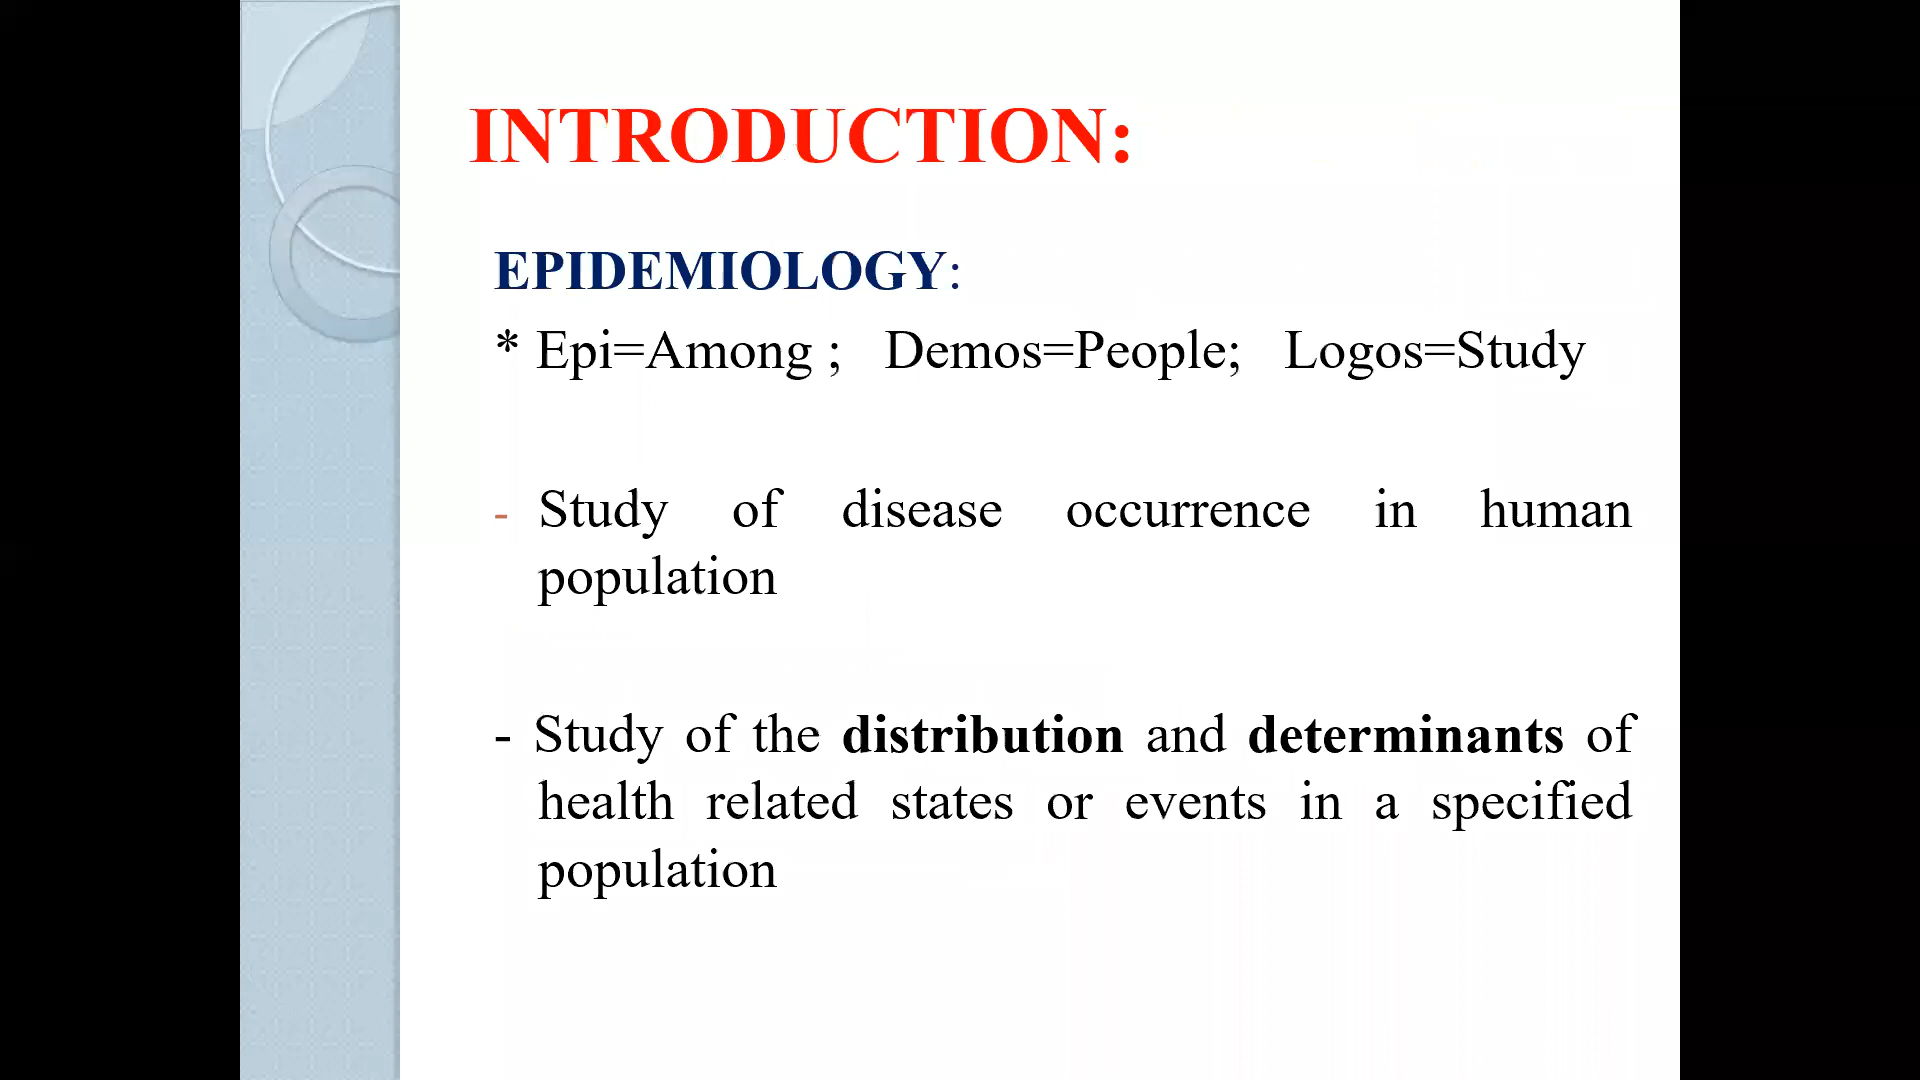 INTRODUCTION:
EPIDEMIOLOGY:
* Epi=Among ; Demos=People; Logos=Study
- Study of disease occurrence in human
population
- Study of the distribution and determinants of
health related states or events in a specified
population